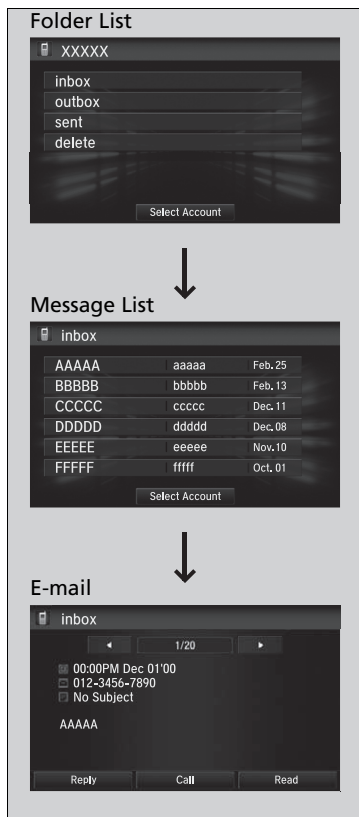 Folder List
XXXXX
inbox
outbox
sent
delete
Select Account
Message List
inbox
AAAAA aaaaa Feb. 25
BBBBB bbbbb Feb. 13
CCCCC ccccc Dec. 11
DDDDD ddddd Dec. 08
EEEEE eeeee Nov. 10
FFFFF fffff Oct. 01
Select Account
E-mail
inbox
1/20
00:00PM Dec 01'00
012-3456-7890
No Subject
AAAAA
Reply Call Read